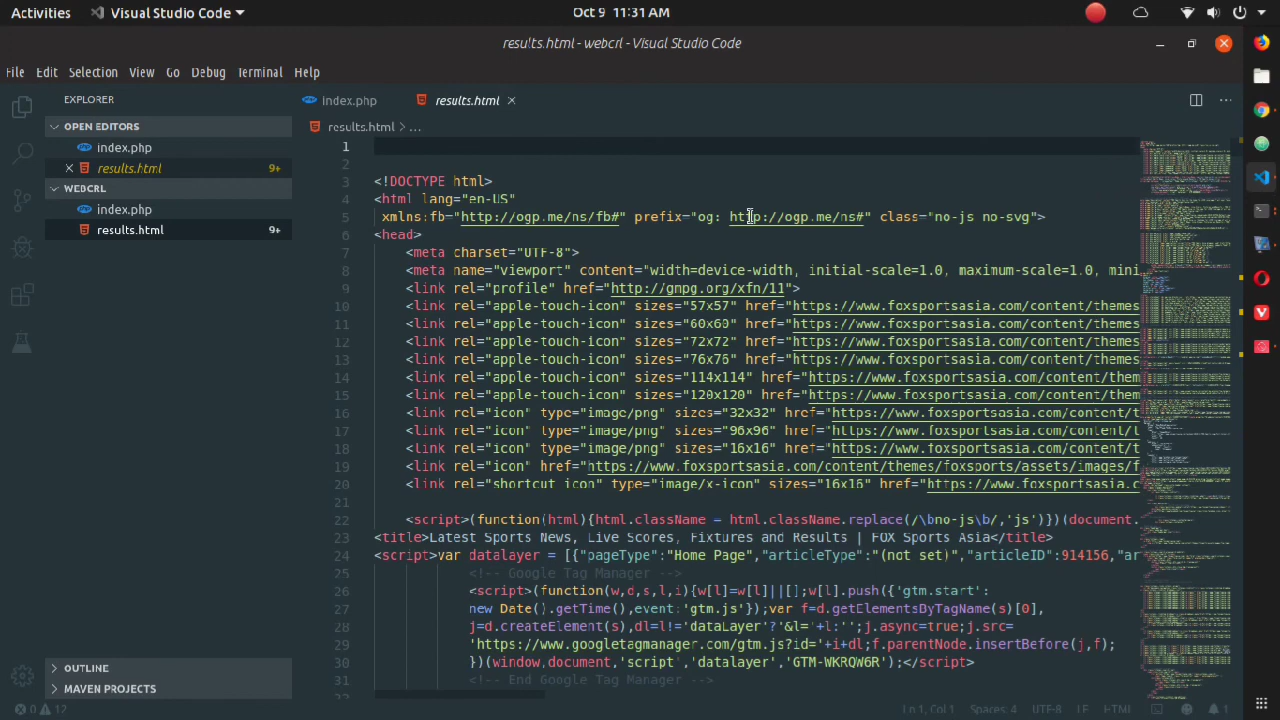 Activities Visual Studio Code Oct 9 11:31 AM
results.html - webcrl - Visual Studio Code
File Edit Selection View Go Debug Terminal Help
EXPLORER
OPEN EDITORS
index.php
results.html 9+
WEBCRL
index.php
results.html 9+
OUTLINE
MAVEN PROJECTS
index.php results.html
results.html > ...
1
2
3 <!DOCTYPE html>
4 <html lang="en-US"
5 xmlns:fb="http://ogp.me/ns/fb#" prefix="og: http://ogp.me/ns#" class="no-js no-svg">
6 <head>
7 <meta charset="UTF-8">
8 <meta name="viewport" content="width=device-width, initial-scale=1.0, maximum-scale=1.0, mini
9 <link rel="profile" href="http://gmpg.org/xfn/11">
10 <link rel="apple-touch-icon" sizes="57x57" href="https://www.foxsportsasia.com/content/themes
11 <link rel="apple-touch-icon" sizes="60x60" href="https://www.foxsportsasia.com/content/themes
12 <link rel="apple-touch-icon" sizes="72x72" href="https://www.foxsportsasia.com/content/themes
13 <link rel="apple-touch-icon" sizes="76x76" href="https://www.foxsportsasia.com/content/themes
14 <link rel="apple-touch-icon" sizes="114x114" href="https://www.foxsportsasia.com/content/them
15 <link rel="apple-touch-icon" sizes="120x120" href="https://www.foxsportsasia.com/content/them
16 <link rel="icon" type="image/png" sizes="32x32" href="https://www.foxsportsasia.com/content/t
17 <link rel="icon" type="image/png" sizes="96x96" href="https://www.foxsportsasia.com/content/t
18 <link rel="icon" type="image/png" sizes="16x16" href="https://www.foxsportsasia.com/content/t
19 <link rel="icon" href="https://www.foxsportsasia.com/content/themes/foxsports/assets/images/f
20 <link rel="shortcut icon" type="image/x-icon" sizes="16x16" href="https://www.foxsportsasia.c
21
22 <script>(function(html){html.className = html.className.replace(/\bno-js\b/,'js')})(document.
23 <title>Latest Sports News, Live Scores, Fixtures and Results | FOX Sports Asia</title>
24 <script>var datalayer = [{"pageType":"Home Page","articleType":"(not set)","articleID":914156,"ar
25 <!-- Google Tag Manager -->
26 <script>(function(w,d,s,l,i){w[l]=w[l]||[];w[l].push({'gtm.start':
27 new Date().getTime(),event:'gtm.js'});var f=d.getElementsByTagName(s)[0],
28 j=d.createElement(s),dl=l!='dataLayer'?'&l='+l:'';j.async=true;j.src=
29 'https://www.googletagmanager.com/gtm.js?id='+i+dl;f.parentNode.insertBefore(j,f);
30 })(window,document,'script','datalayer','GTM-WKRQW6R');</script>
31 <!-- End Google Tag Manager -->
0 12 Ln 1, Col 1 Spaces: 4 UTF-8 LF HTML 1